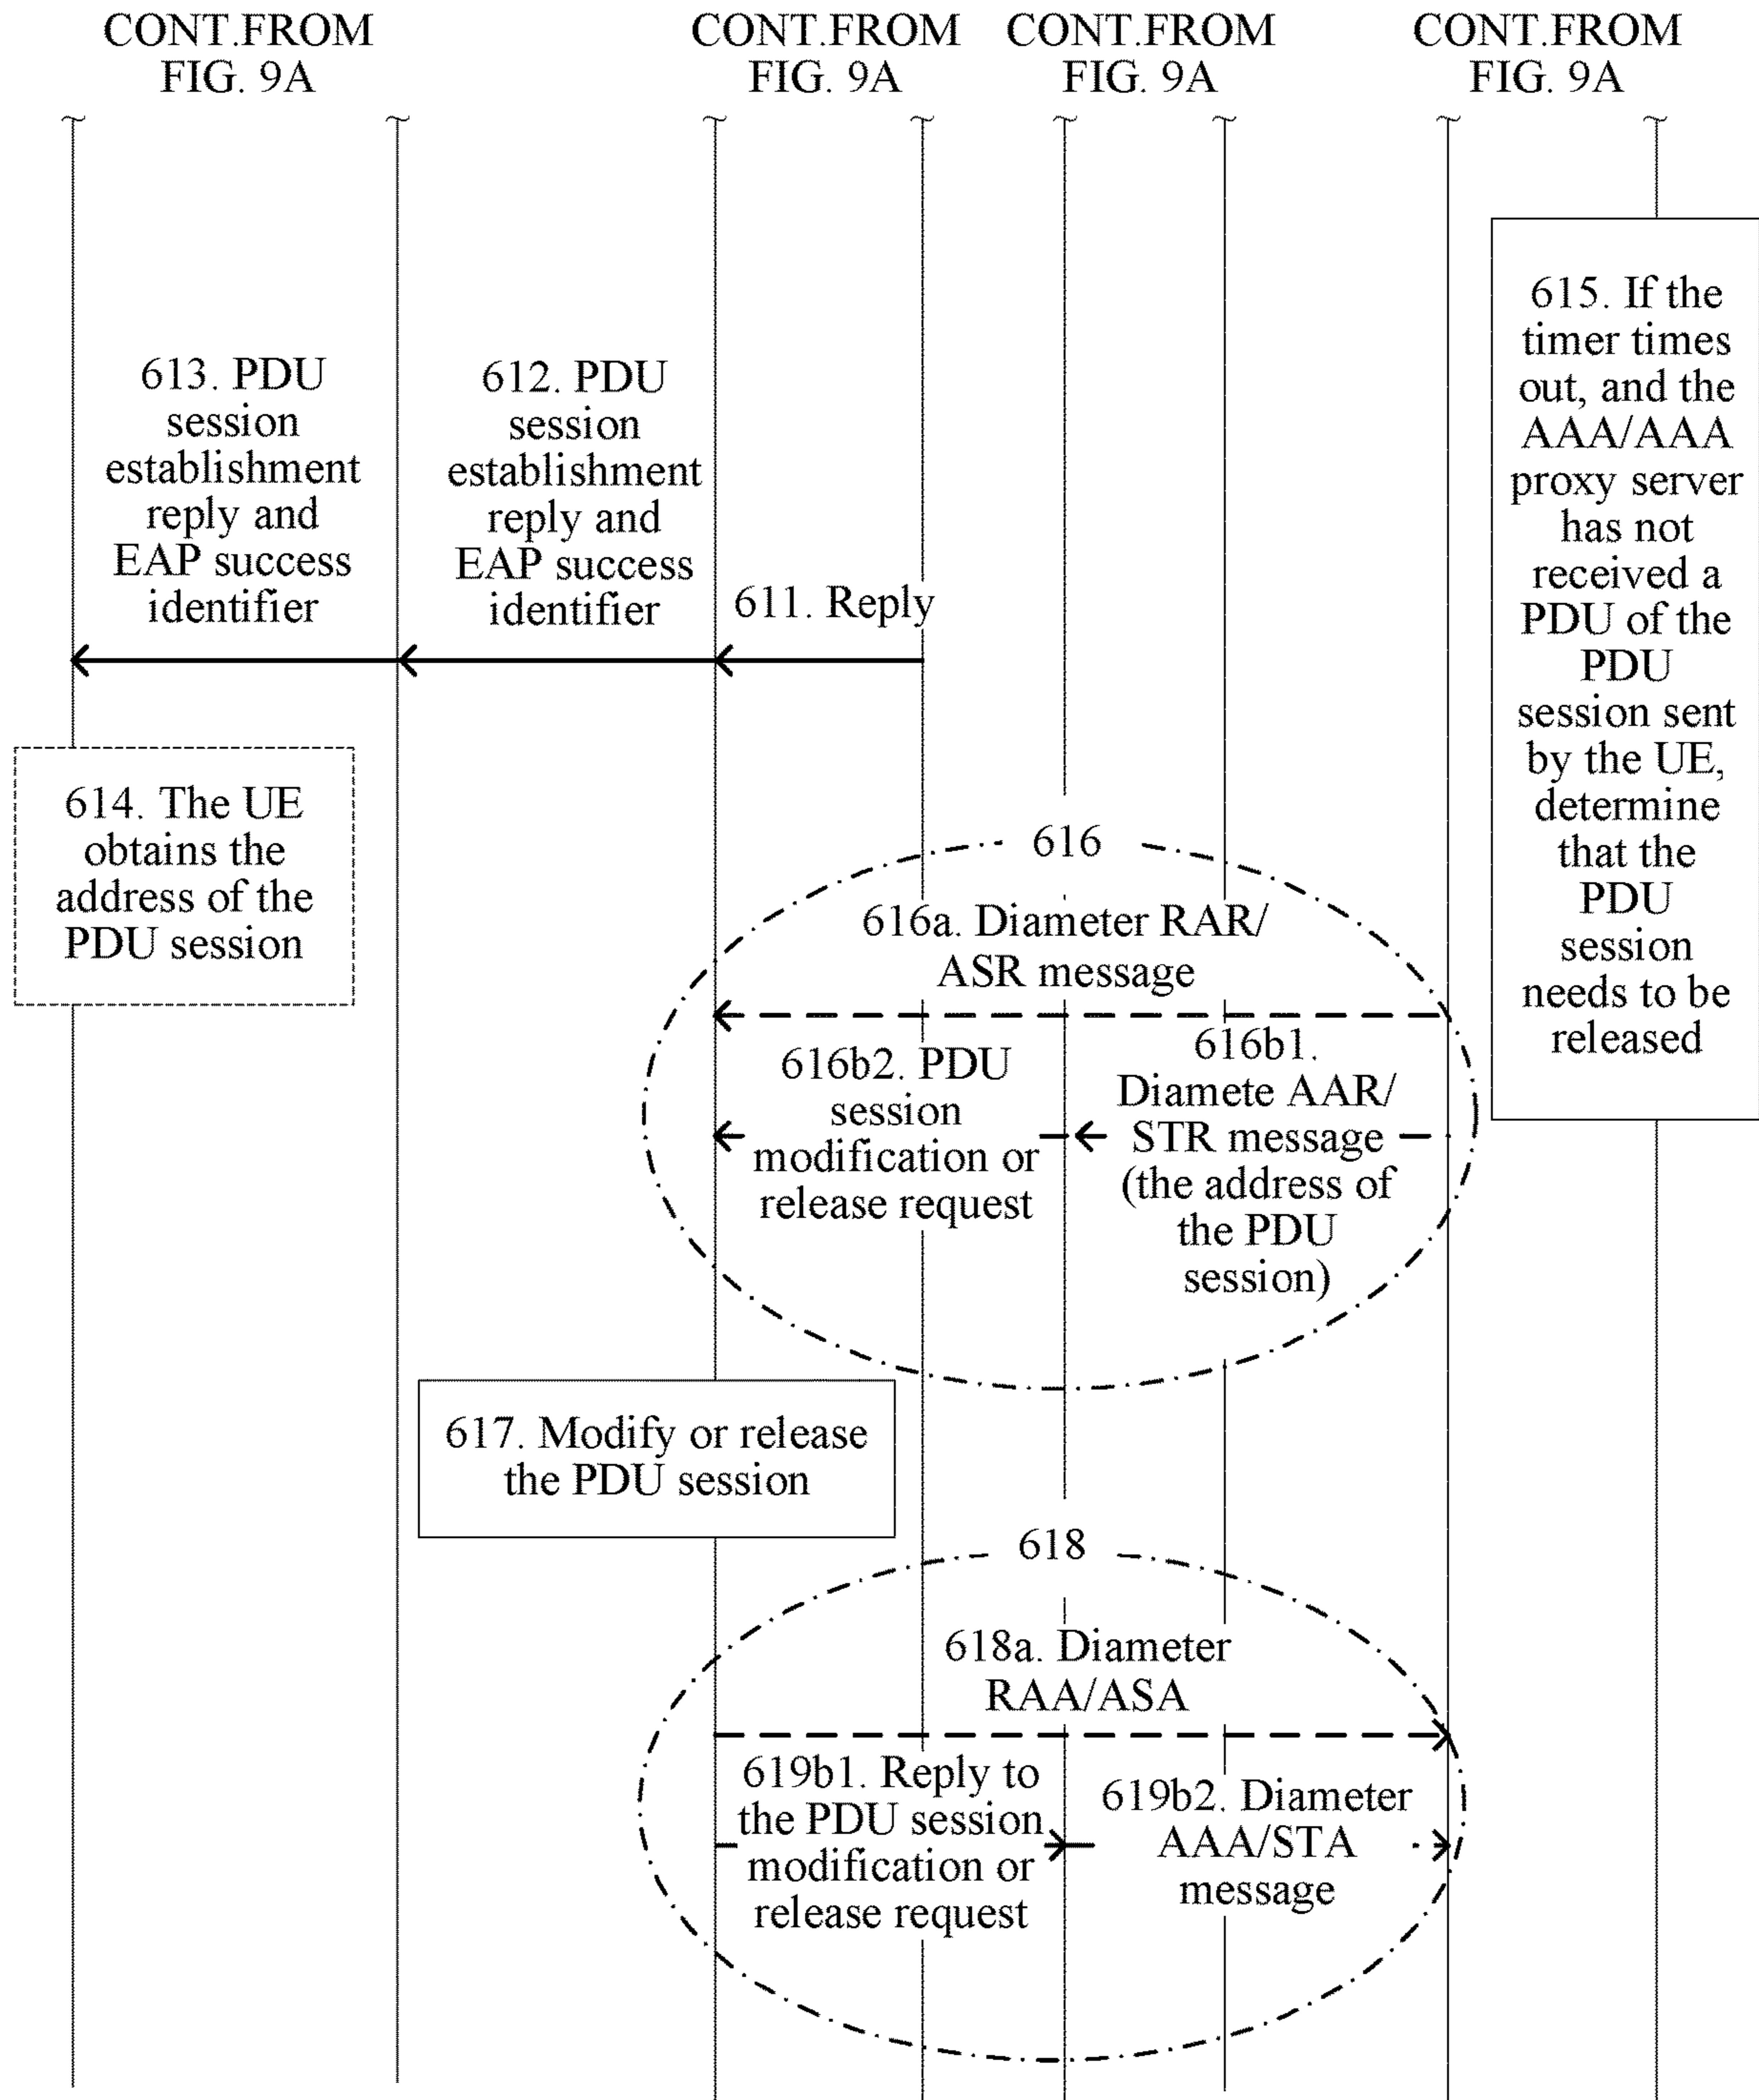 CONT.FROM
FIG. 9A
CONT.FROM
FIG. 9A
CONT.FROM
FIG. 9A
CONT.FROM
FIG. 9A
613. PDU
session
establishment
reply and
EAP success
identifier
612. PDU
session
establishment
reply and
EAP success
identifier
611. Reply
615. If the
timer times
out, and the
AAA/AAA
proxy server
has not
received a
PDU of the
PDU
session sent
by the UE,
determine
that the
PDU
session
needs to be
released
614. The UE
obtains the
address of the
PDU session
616
616a. Diameter RAR/
ASR message
616b2. PDU
session
modification or
release request
616b1.
Diamete AAR/
STR message
(the address of
the PDU
session)
617. Modify or release
the PDU session
618
618a. Diameter
RAA/ASA
619b1. Reply to
the PDU session
modification or
release request
619b2. Diameter
AAA/STA
message